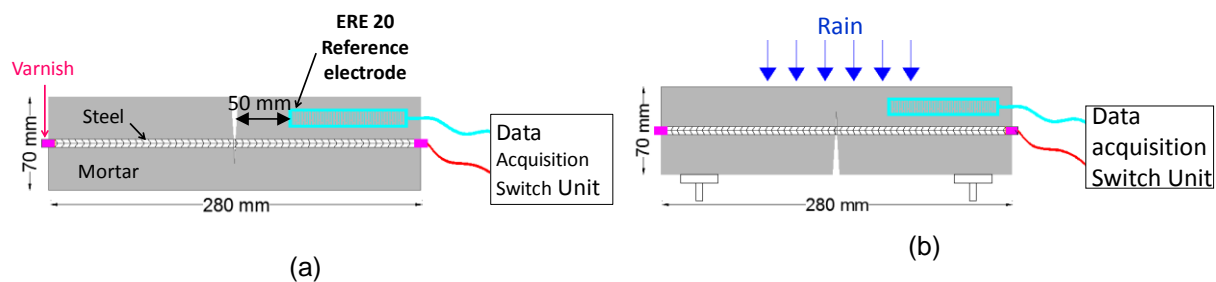 ERE 20
Reference
electrode
Varnish
50 mm
Steel
70 mm
Mortar
Data
Acquisition
Switch Unit
280 mm
(a)
Rain
70 mm
Data
acquisition
Switch Unit
280 mm
(b)